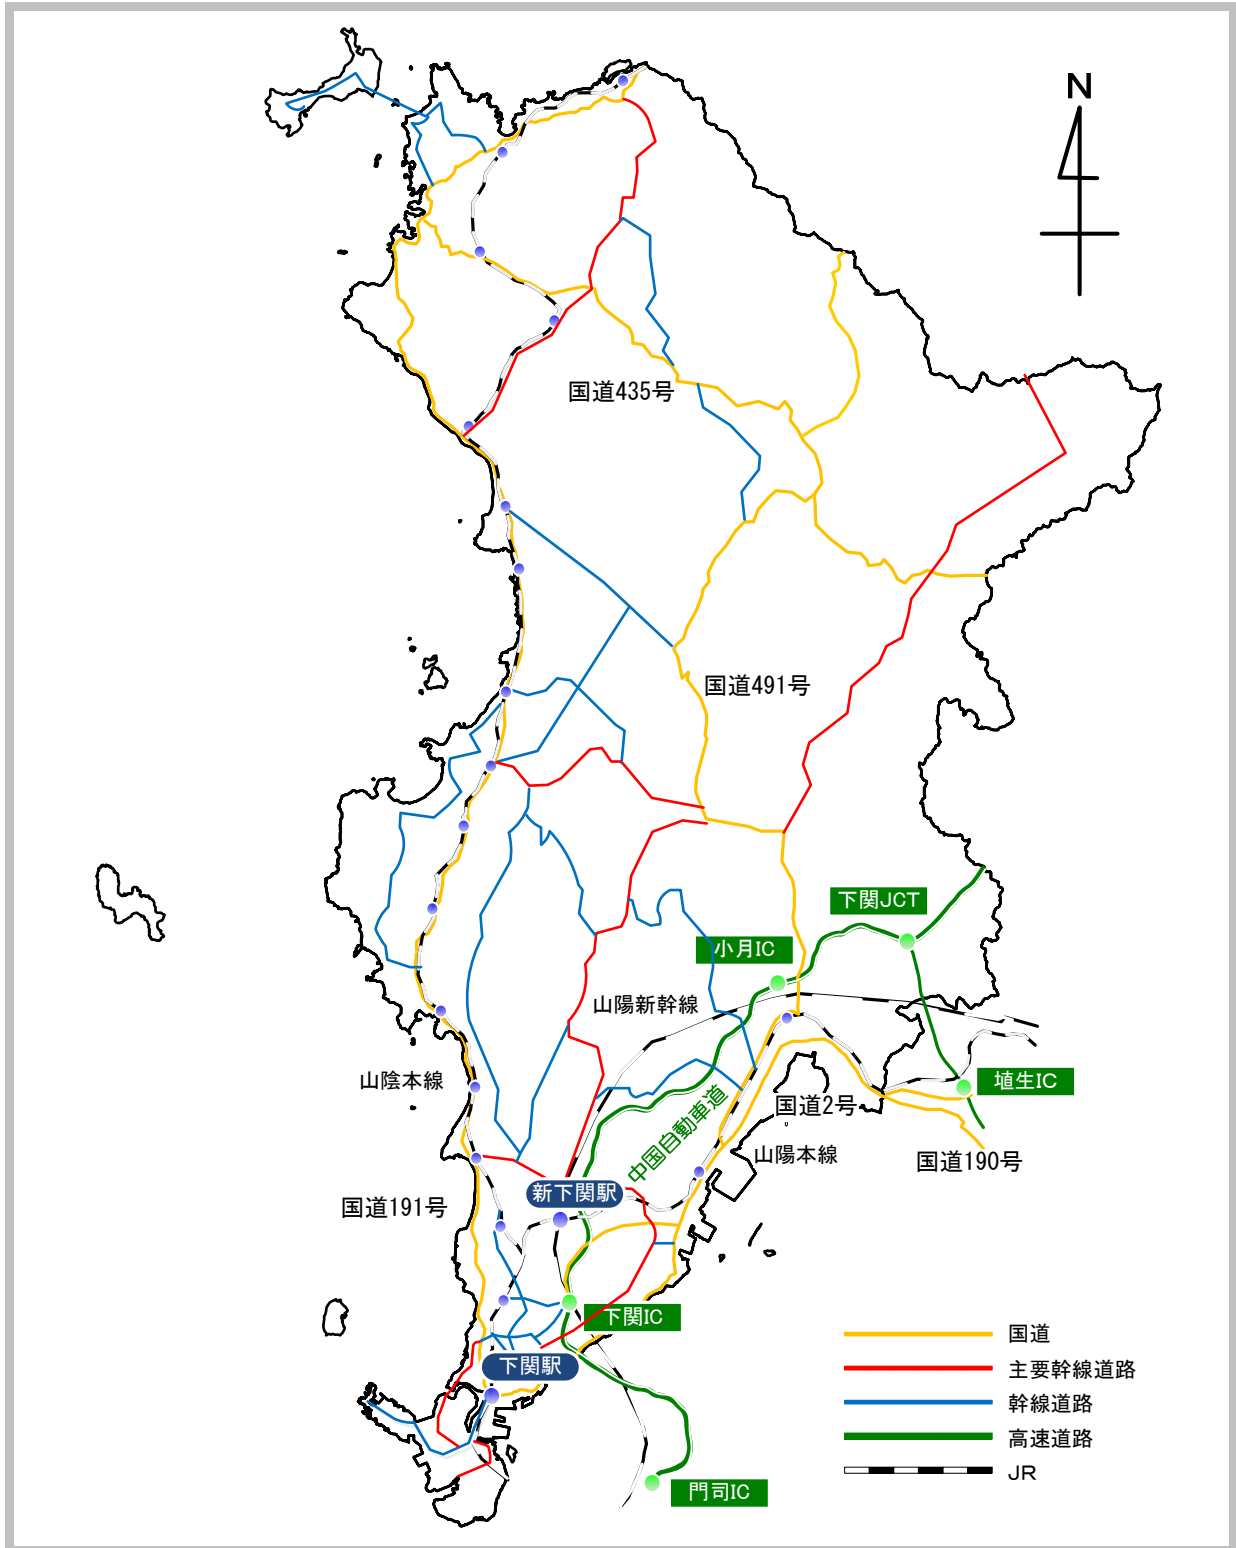 N
国道435号
国道491号
下関JCT
小月IC
山陽新幹線
山陰本線
埴生IC
国道2号
中国自動車道
山陽本線
国道190号
新下関駅
国道191号
下関IC
国道
下関駅
主要幹線道路
幹線道路
高速道路
JR
門司IC